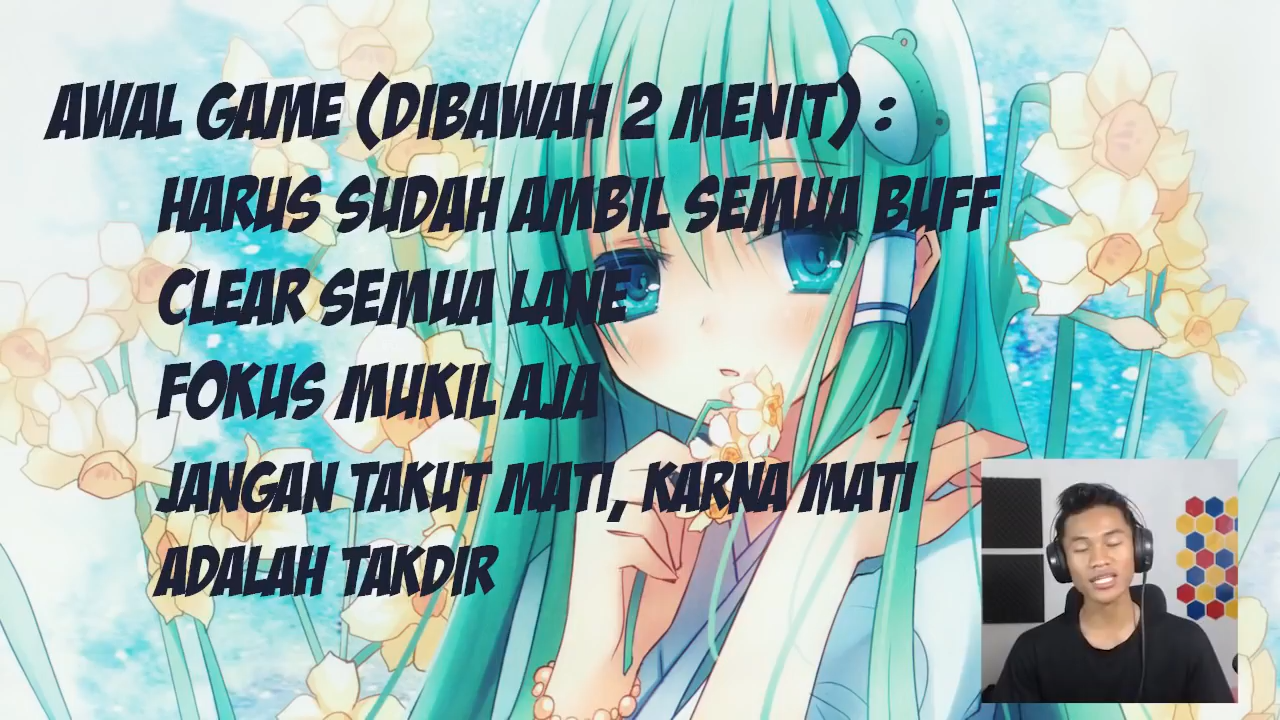 AWAL GAME (DIBAWAH 2 MENIT) :
HARUS SUDAH AMBIL SEMUA BUFF
CLEAR SEMUA LANE
FOKUS MUKIL AJA
JANGAN TAKUT MATI, KARNA MATI
ADALAH TAKDIR